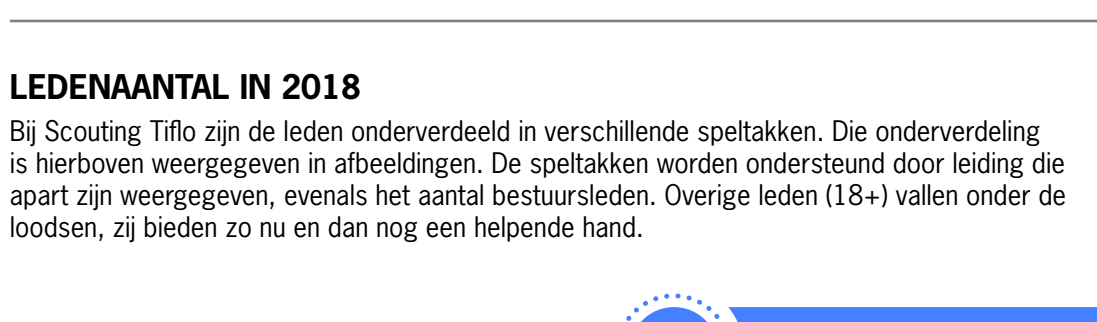 LEDENAANTAL IN 2018
Bij Scouting Tiflo zijn de leden onderverdeeld in verschillende speltakken. Die onderverdeling
is hierboven weergegeven in afbeeldingen. De speltakken worden ondersteund door leiding die
apart zijn weergegeven, evenals het aantal bestuursleden. Overige leden (18+) vallen onder de
loodsen, zij bieden zo nu en dan nog een helpende hand.